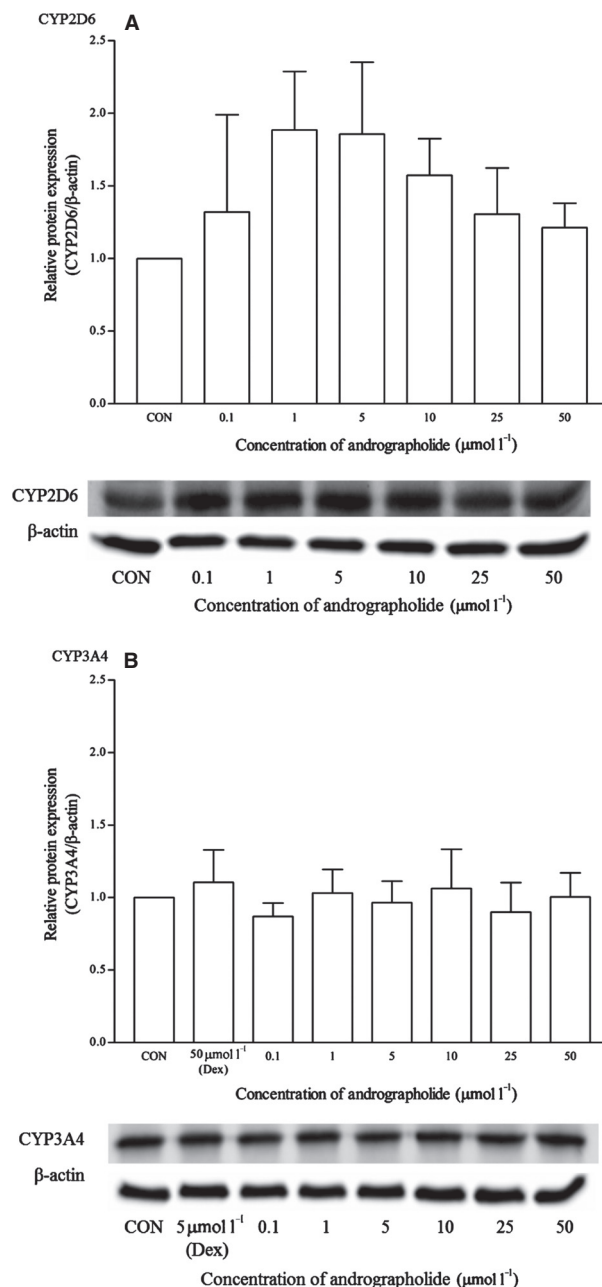 CYP2D6 A
2.5
2.0
1.5
1.0
0.5
0.0
Relative protein expression
(CYP2D6/β-actin)
CON 0.1 1 5 10 25 50
Concentration of andrographolide (μmol l⁻¹)
CYP2D6
β-actin
CON 0.1 1 5 10 25 50
Concentration of andrographolide (μmol l⁻¹)
CYP3A4 B
2.5
2.0
1.5
1.0
0.5
0.0
Relative protein expression
(CYP3A4/β-actin)
CON 50 μmol l⁻¹ 0.1 1 5 10 25 50
(Dex)
Concentration of andrographolide (μmol l⁻¹)
CYP3A4
β-actin
CON 5 μmol l⁻¹ 0.1 1 5 10 25 50
(Dex)
Concentration of andrographolide (μmol l⁻¹)